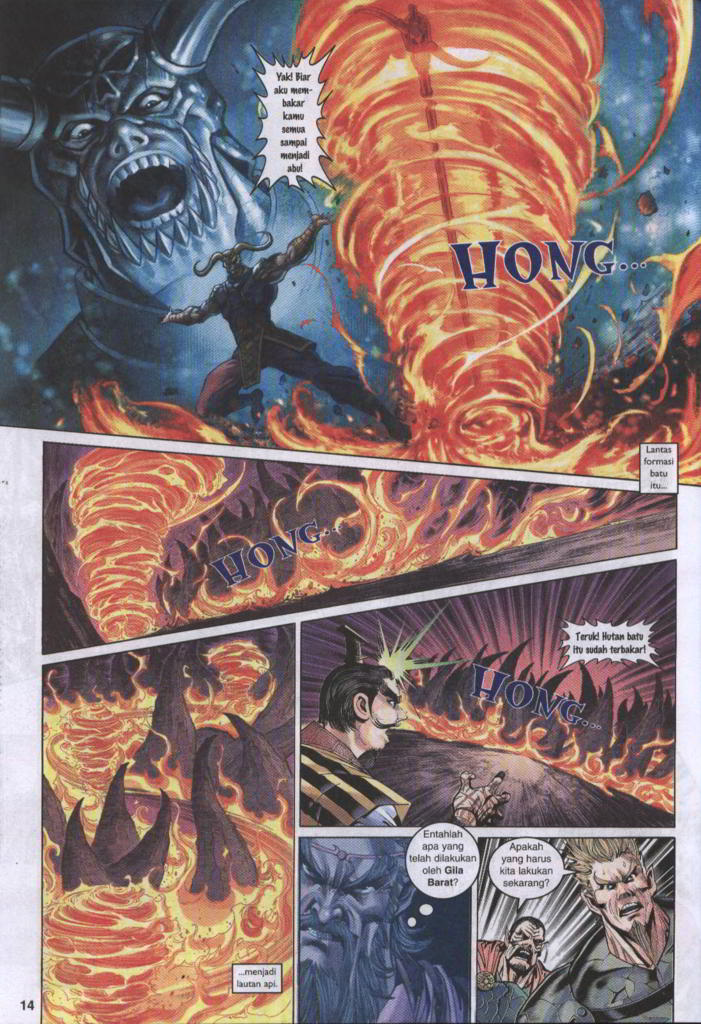 Yak! Biar
aku mem-
bakar
kamu
semua
sampai
menjadi
abu!
HONG...
Lantas
formasi
batu
itu...
HONG...
Teruk! Hutan batu
itu sudah terbakar!
HONG...
...menjadi
lautan api.
Entahlah
apa yang
telah dilakukan
oleh Gila
Barat?
Apakah
yang harus
kita lakukan
sekarang?
14